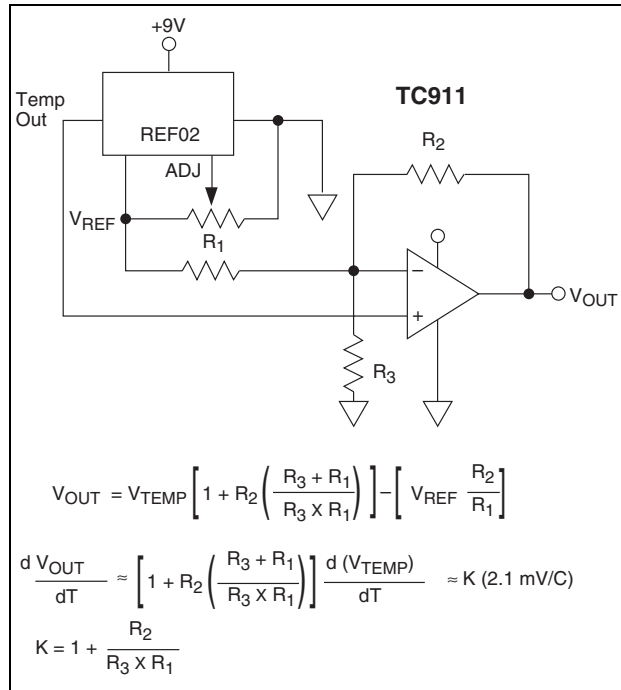 +9V
Temp
Out
TC911
REF02
R2
ADJ
VREF
R1
−
VOUT
+
R3
VOUT = VTEMP [ 1 + R2 ( R3 + R1 / R3 X R1 ) ] − [ VREF R2 / R1 ]
d VOUT / dT ≈ [ 1 + R2 ( R3 + R1 / R3 X R1 ) ] d (VTEMP) / dT ≈ K (2.1 mV/C)
K = 1 + R2 / R3 X R1